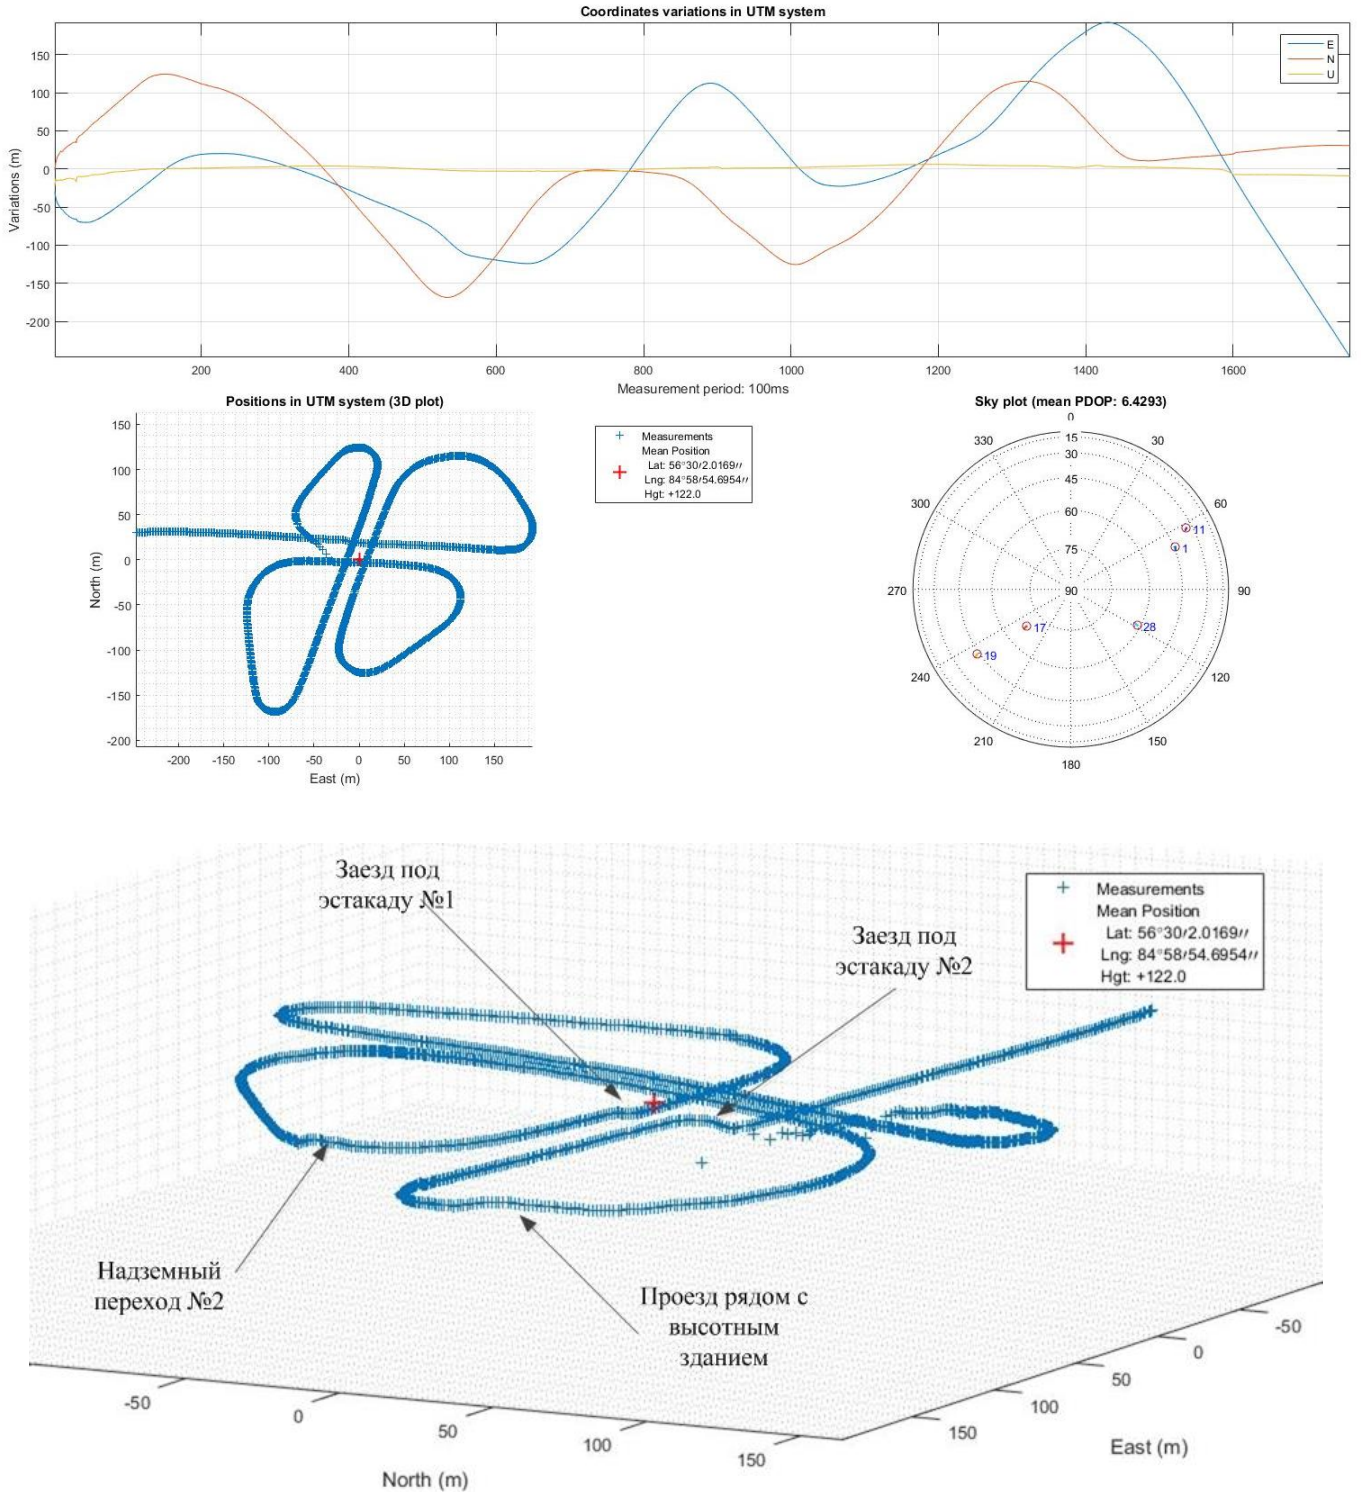 Coordinates variations in UTM system
150
100
50
0
-50
-100
-150
-200
Variations (m)
E
N
U
200
400
600
800
1000
1200
1400
1600
Measurement period: 100ms
Positions in UTM system (3D plot)
150
100
50
0
-50
-100
-150
-200
North (m)
-200
-150
-100
-50
0
50
100
150
East (m)
Measurements
Mean Position
Lat: 56°30′2.0169″
Lng: 84°58′54.6954″
Hgt: +122.0
Sky plot (mean PDOP: 6.4293)
0
15
30
45
60
75
90
30
60
90
120
150
180
210
240
270
300
330
11
1
28
17
19
Заезд под
эстакаду №1
Заезд под
эстакаду №2
Measurements
Mean Position
Lat: 56°30′2.0169″
Lng: 84°58′54.6954″
Hgt: +122.0
Надземный
переход №2
Проезд рядом с
высотным
зданием
-50
0
50
100
150
North (m)
150
100
50
0
-50
East (m)